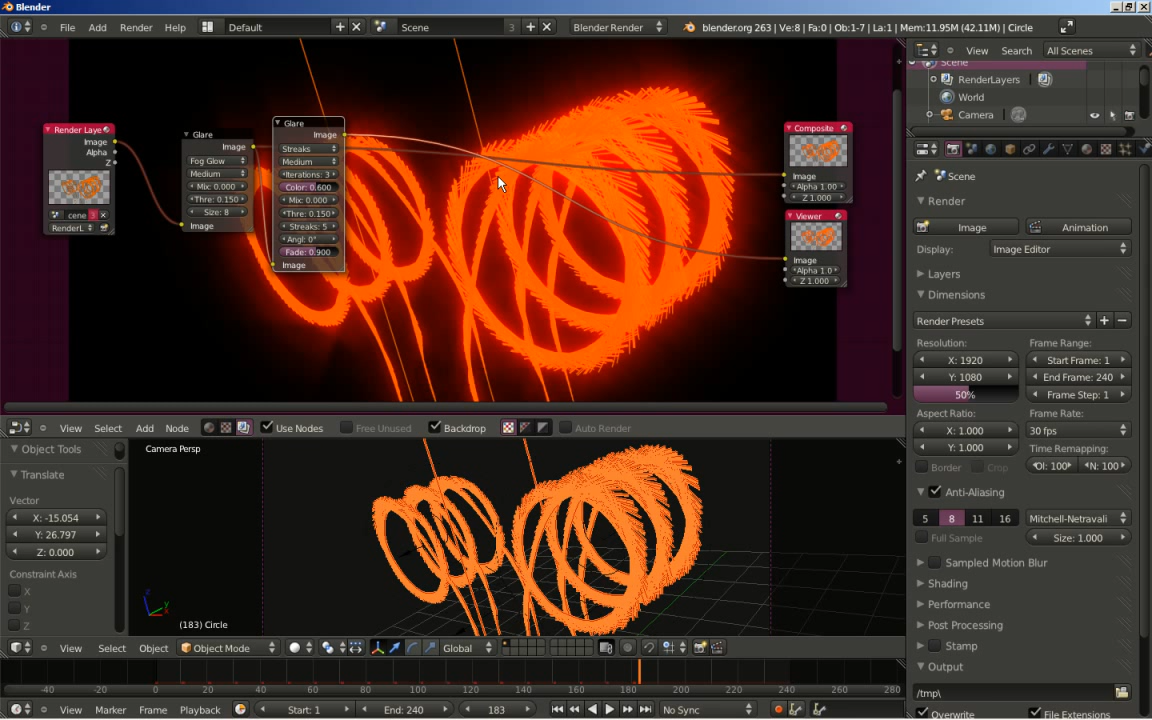 Blender
File Add Render Help Default Scene 3 Blender Render blender.org 263 | Ve:8 | Fa:0 | Ob:1-7 | La:1 | Mem:11.95M (42.11M) | Circle
View Search All Scenes
Scene
RenderLayers
World
Camera
Render Laye
Image
Alpha
Z
cene 3
RenderL
Glare
Image
Fog Glow
Medium
Mix: 0.000
Thre: 0.150
Size: 8
Image
Glare
Image
Streaks
Medium
Iterations: 3
Color: 0.600
Mix: 0.000
Thre: 0.150
Streaks: 5
Angl: 0°
Fade: 0.900
Image
Composite
Image
Alpha 1.00
Z 1.000
Viewer
Image
Alpha 1.0
Z 1.000
View Select Add Node Use Nodes Free Unused Backdrop Auto Render
Object Tools
Translate
Vector
X: -15.054
Y: 26.797
Z: 0.000
Constraint Axis
X
Y
Z
Camera Persp
z
y
x
(183) Circle
View Select Object Object Mode Global
-40 -20 0 20 40 60 80 100 120 140 160 180 200 220 240 260 280
View Marker Frame Playback Start: 1 End: 240 183 No Sync
Scene
Render
Image Animation
Display: Image Editor
Layers
Dimensions
Render Presets
Resolution: Frame Range:
X: 1920 Start Frame: 1
Y: 1080 End Frame: 240
50% Frame Step: 1
Aspect Ratio: Frame Rate:
X: 1.000 30 fps
Y: 1.000 Time Remapping:
Border Crop OI: 100 N: 100
Anti-Aliasing
5 8 11 16 Mitchell-Netravali
Full Sample Size: 1.000
Sampled Motion Blur
Shading
Performance
Post Processing
Stamp
Output
/tmp\
Overwrite File Extensions